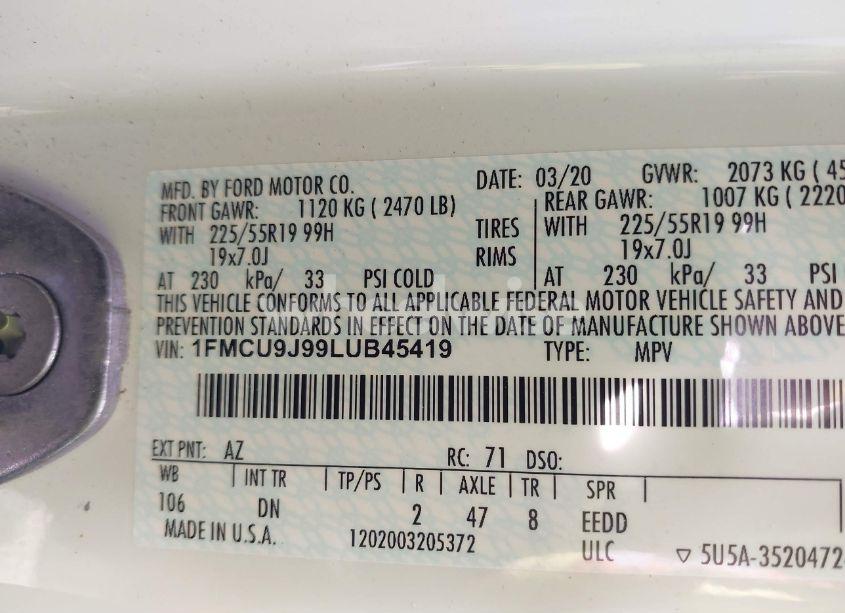 MFD. BY FORD MOTOR CO.
DATE: 03/20
GVWR: 2073 KG ( 45
FRONT GAWR: 1120 KG ( 2470 LB)
REAR GAWR: 1007 KG ( 2220
WITH 225/55R19 99H
TIRES
WITH 225/55R19 99H
19x7.0J
RIMS
19x7.0J
AT 230 kPa/ 33 PSI COLD
AT 230 kPa/ 33 PSI
THIS VEHICLE CONFORMS TO ALL APPLICABLE FEDERAL MOTOR VEHICLE SAFETY AND
PREVENTION STANDARDS IN EFFECT ON THE DATE OF MANUFACTURE SHOWN ABOVE
VIN: 1FMCU9J99LUB45419
TYPE: MPV
EXT PNT: AZ
RC: 71 DSO:
WB INT TR TP/PS R AXLE TR SPR
106 DN 2 47 8 EEDD
MADE IN U.S.A.
1202003205372
ULC
▽ 5U5A-3520472